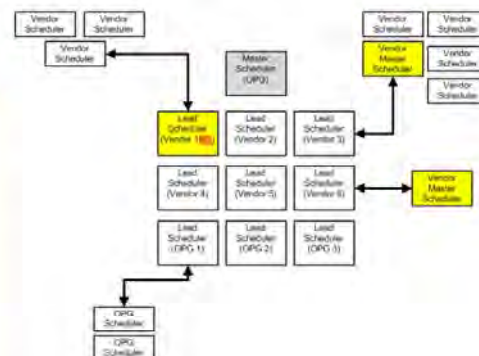 Vendor
Scheduler
Vendor
Scheduler
Vendor
Scheduler
Vendor
Scheduler
Vendor
Scheduler
Vendor
Master
Scheduler
Vendor
Scheduler
Vendor
Scheduler
Master
Scheduler
(OPG)
Lead
Scheduler
(Vendor 1
Lead
Scheduler
(Vendor 2)
Lead
Scheduler
(Vendor 3)
Lead
Scheduler
(Vendor 4)
Lead
Scheduler
(Vendor 5)
Lead
Scheduler
(Vendor 6)
Vendor
Master
Scheduler
Lead
Scheduler
(OPG 1)
Lead
Scheduler
(OPG 2)
Lead
Scheduler
(OPG 3)
OPG
Scheduler
OPG
Scheduler